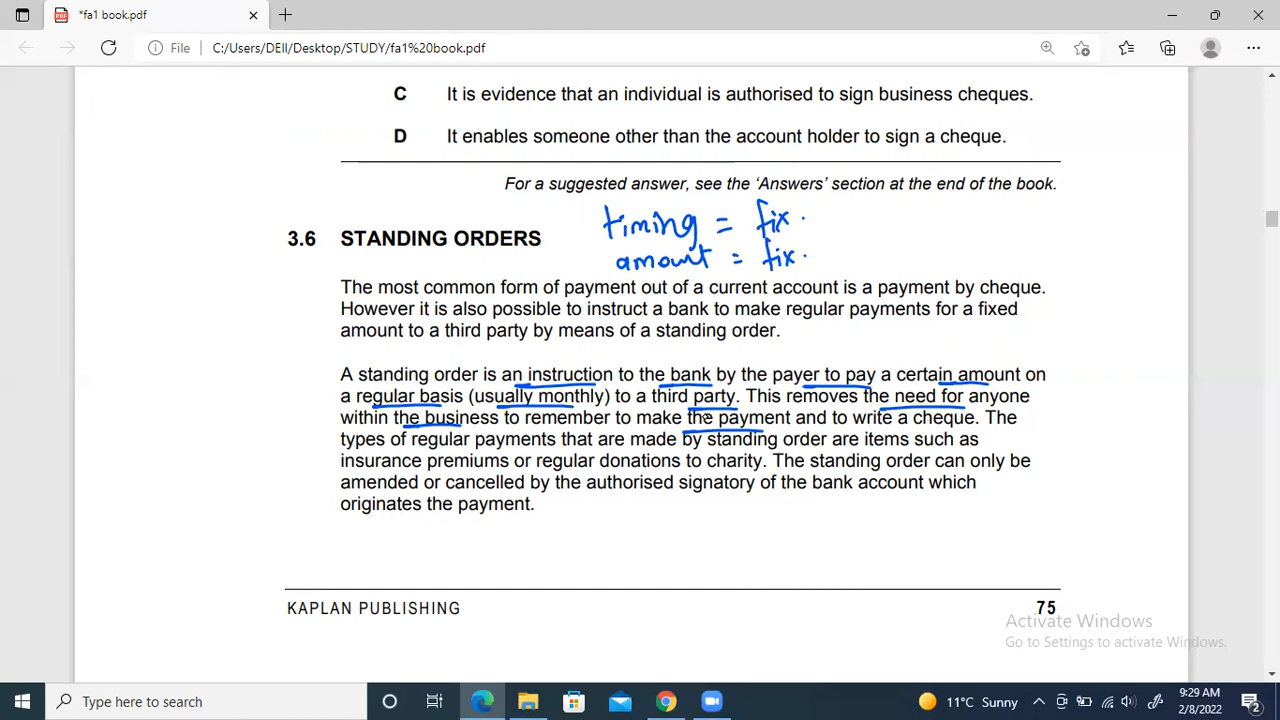 *fa1 book.pdf
File
C:/Users/DEll/Desktop/STUDY/fa1%20book.pdf
C It is evidence that an individual is authorised to sign business cheques.
D It enables someone other than the account holder to sign a cheque.
For a suggested answer, see the ‘Answers’ section at the end of the book.
timing = fix.
3.6 STANDING ORDERS
amount = fix.
The most common form of payment out of a current account is a payment by cheque.
However it is also possible to instruct a bank to make regular payments for a fixed
amount to a third party by means of a standing order.
A standing order is an instruction to the bank by the payer to pay a certain amount on
a regular basis (usually monthly) to a third party. This removes the need for anyone
within the business to remember to make the payment and to write a cheque. The
types of regular payments that are made by standing order are items such as
insurance premiums or regular donations to charity. The standing order can only be
amended or cancelled by the authorised signatory of the bank account which
originates the payment.
KAPLAN PUBLISHING 75
Activate Windows
Go to Settings to activate Windows.
Type here to search
11°C Sunny
9:29 AM
2/8/2022
2